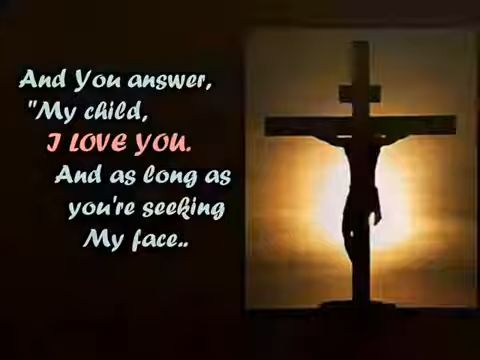 And You answer,
"My child,
I LOVE YOU.
And as long as
you're seeking
My face..